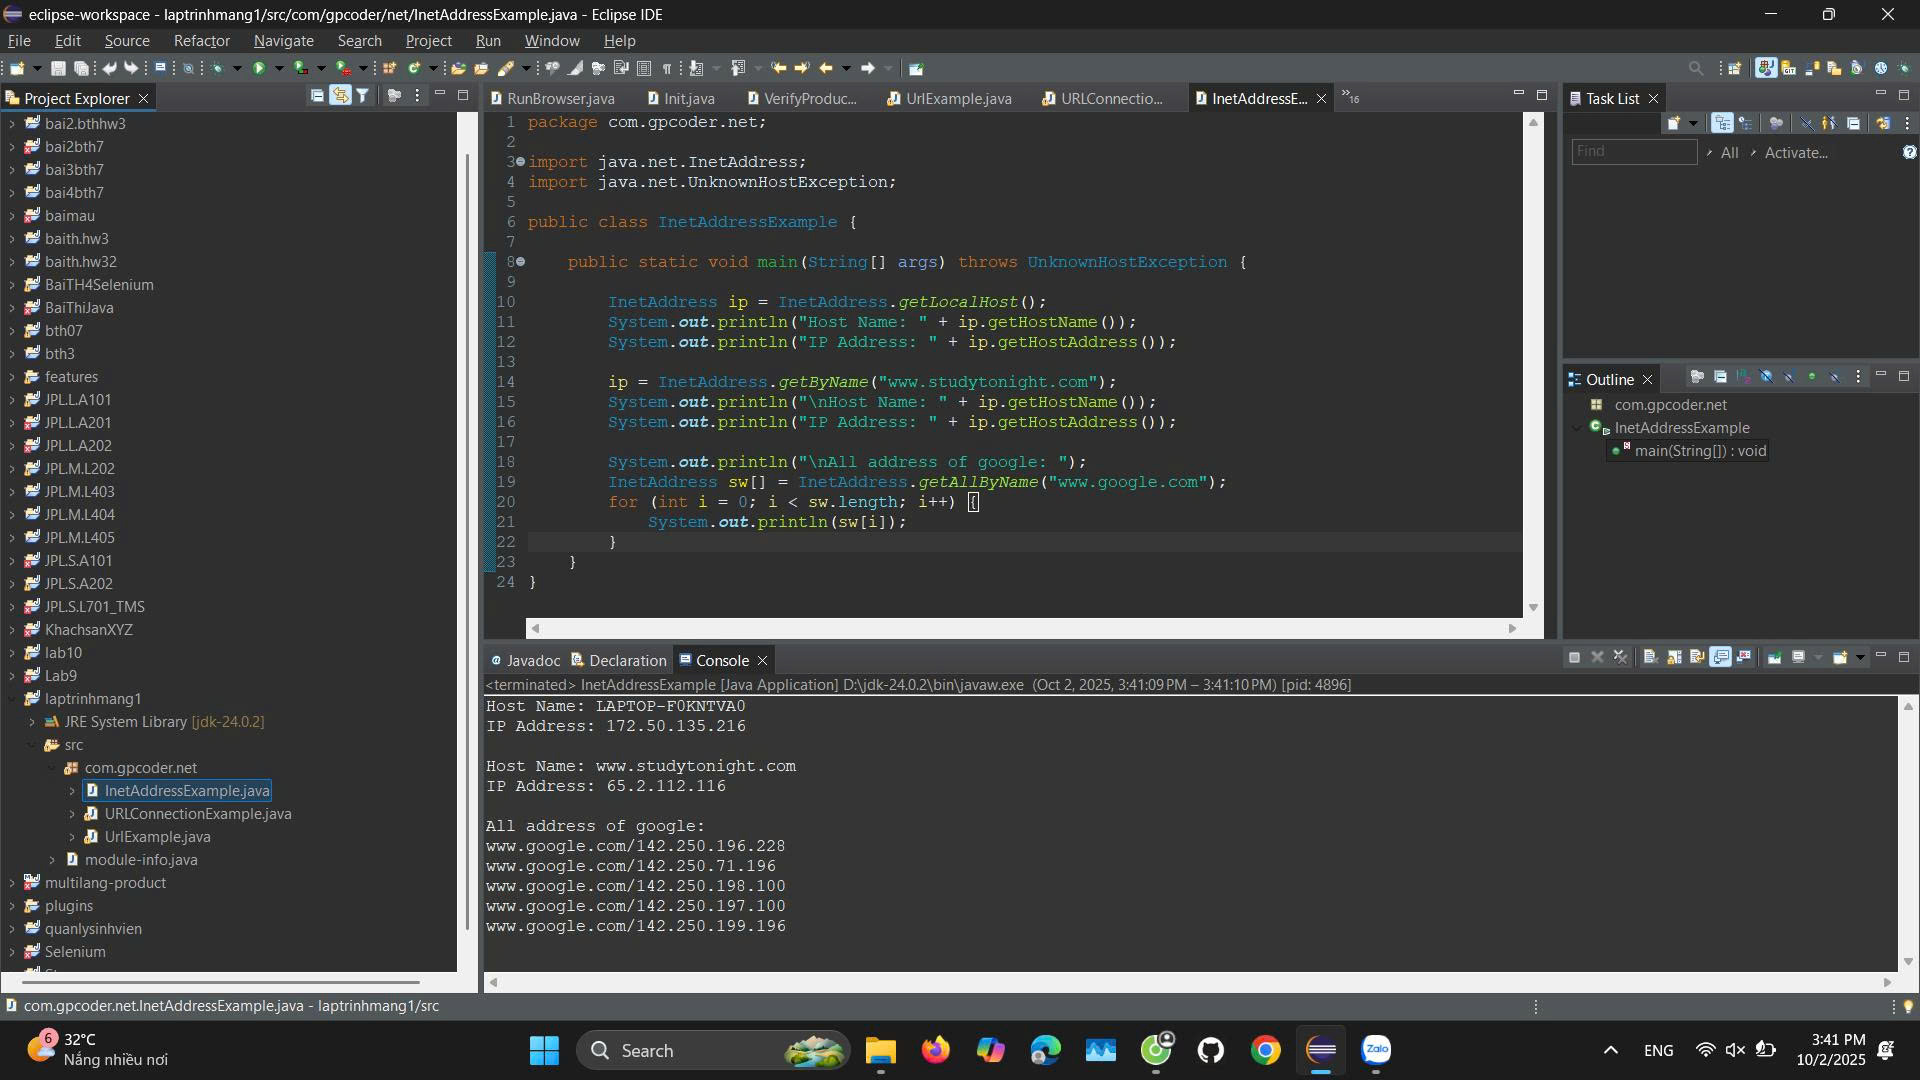 eclipse-workspace - laptrinhmang1/src/com/gpcoder/net/InetAddressExample.java - Eclipse IDE
File Edit Source Refactor Navigate Search Project Run Window Help
Project Explorer
bai2.bthhw3
bai2bth7
bai3bth7
bai4bth7
baimau
baith.hw3
baith.hw32
BaiTH4Selenium
BaiThiJava
bth07
bth3
features
JPL.L.A101
JPL.L.A201
JPL.L.A202
JPL.M.L202
JPL.M.L403
JPL.M.L404
JPL.M.L405
JPL.S.A101
JPL.S.A202
JPL.S.L701_TMS
KhachsanXYZ
lab10
Lab9
laptrinhmang1
JRE System Library [jdk-24.0.2]
src
com.gpcoder.net
InetAddressExample.java
URLConnectionExample.java
UrlExample.java
module-info.java
multilang-product
plugins
quanlysinhvien
Selenium
RunBrowser.java Init.java VerifyProduc... UrlExample.java URLConnectio... InetAddressE... »16
1 package com.gpcoder.net;
2
3 import java.net.InetAddress;
4 import java.net.UnknownHostException;
5
6 public class InetAddressExample {
7
8 public static void main(String[] args) throws UnknownHostException {
9
10 InetAddress ip = InetAddress.getLocalHost();
11 System.out.println("Host Name: " + ip.getHostName());
12 System.out.println("IP Address: " + ip.getHostAddress());
13
14 ip = InetAddress.getByName("www.studytonight.com");
15 System.out.println("\nHost Name: " + ip.getHostName());
16 System.out.println("IP Address: " + ip.getHostAddress());
17
18 System.out.println("\nAll address of google: ");
19 InetAddress sw[] = InetAddress.getAllByName("www.google.com");
20 for (int i = 0; i < sw.length; i++) {
21 System.out.println(sw[i]);
22 }
23 }
24 }
Task List
Find All Activate...
Outline
com.gpcoder.net
InetAddressExample
main(String[]) : void
Javadoc Declaration Console
<terminated> InetAddressExample [Java Application] D:\jdk-24.0.2\bin\javaw.exe (Oct 2, 2025, 3:41:09 PM – 3:41:10 PM) [pid: 4896]
Host Name: LAPTOP-F0KNTVA0
IP Address: 172.50.135.216
Host Name: www.studytonight.com
IP Address: 65.2.112.116
All address of google:
www.google.com/142.250.196.228
www.google.com/142.250.71.196
www.google.com/142.250.198.100
www.google.com/142.250.197.100
www.google.com/142.250.199.196
com.gpcoder.net.InetAddressExample.java - laptrinhmang1/src
6
32°C
Nắng nhiều nơi
Search
Zalo
ENG
3:41 PM
10/2/2025